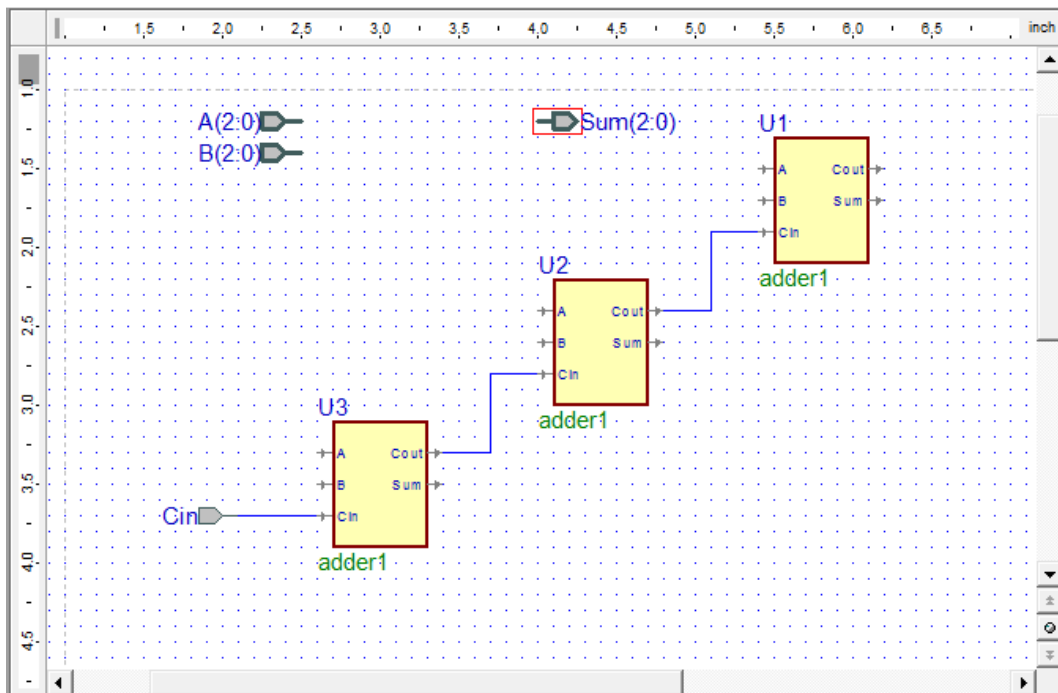 1,5 2,0 2,5 3,0 3,5 4,0 4,5 5,0 5,5 6,0 6,5 inch
1.0
1.5
2.0
2.5
3.0
3.5
4.0
4.5
A(2:0)
B(2:0)
Sum(2:0)
U1
A Cout
B Sum
Cin
adder1
U2
A Cout
B Sum
Cin
adder1
U3
A Cout
B Sum
Cin
adder1
Cin